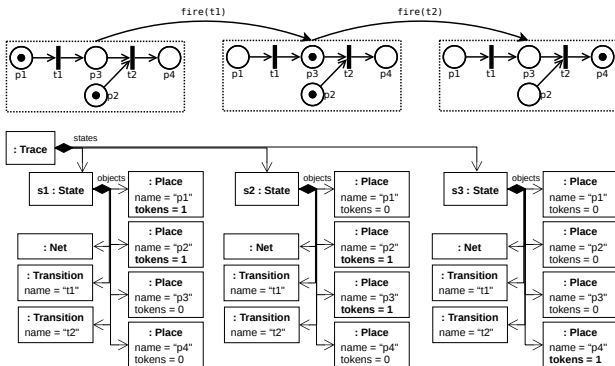 fire(t1)
fire(t2)
p1 t1 p3 t2 p4
p2
p1 t1 p3 t2 p4
p2
p1 t1 p3 t2 p4
p2
: Trace
states
s1 : State
objects
: Place
name = "p1"
tokens = 1
: Net
: Place
name = "p2"
tokens = 1
: Transition
name = "t1"
: Place
name = "p3"
tokens = 0
: Transition
name = "t2"
: Place
name = "p4"
tokens = 0
s2 : State
objects
: Place
name = "p1"
tokens = 0
: Net
: Place
name = "p2"
tokens = 1
: Transition
name = "t1"
: Place
name = "p3"
tokens = 1
: Transition
name = "t2"
: Place
name = "p4"
tokens = 0
s3 : State
objects
: Place
name = "p1"
tokens = 0
: Net
: Place
name = "p2"
tokens = 0
: Transition
name = "t1"
: Place
name = "p3"
tokens = 0
: Transition
name = "t2"
: Place
name = "p4"
tokens = 1